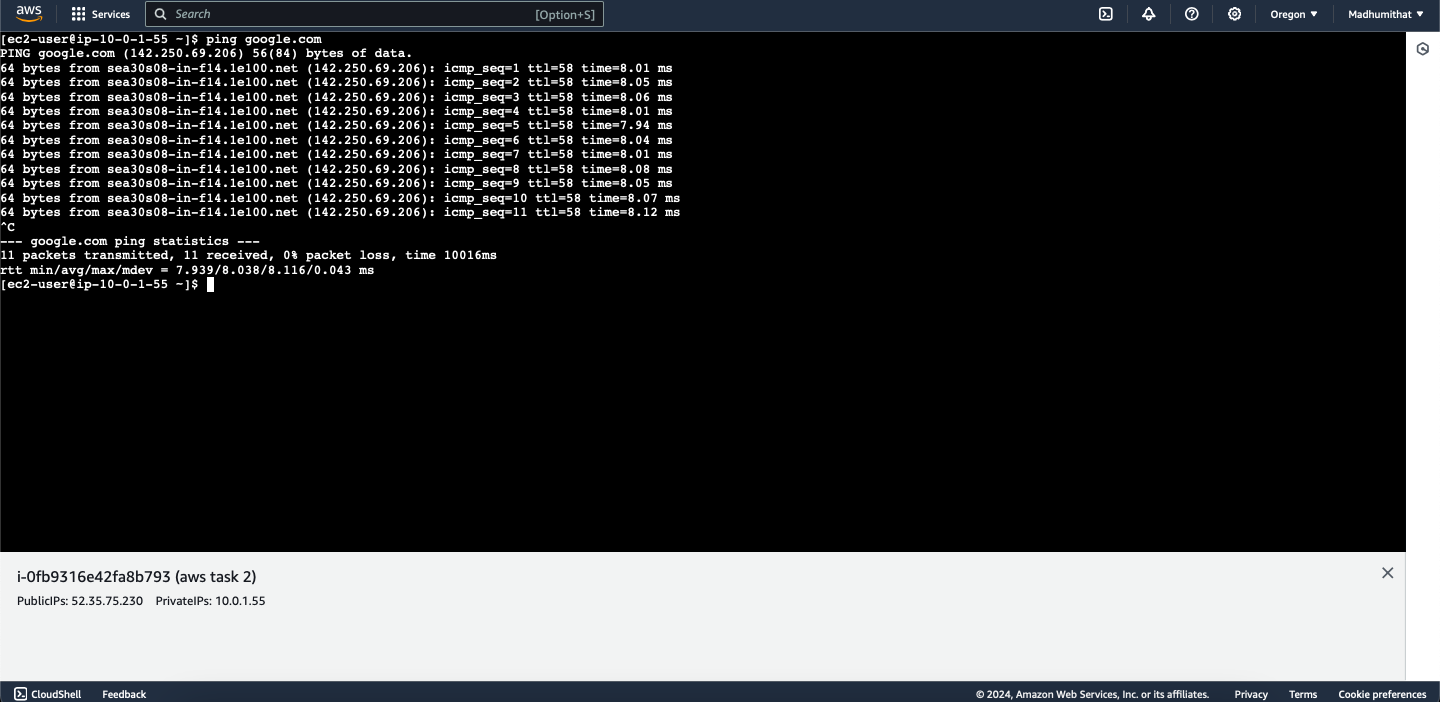 aws Services Search [Option+S] Oregon Madhumithat
[ec2-user@ip-10-0-1-55 ~]$ ping google.com
PING google.com (142.250.69.206) 56(84) bytes of data.
64 bytes from sea30s08-in-f14.1e100.net (142.250.69.206): icmp_seq=1 ttl=58 time=8.01 ms
64 bytes from sea30s08-in-f14.1e100.net (142.250.69.206): icmp_seq=2 ttl=58 time=8.05 ms
64 bytes from sea30s08-in-f14.1e100.net (142.250.69.206): icmp_seq=3 ttl=58 time=8.06 ms
64 bytes from sea30s08-in-f14.1e100.net (142.250.69.206): icmp_seq=4 ttl=58 time=8.01 ms
64 bytes from sea30s08-in-f14.1e100.net (142.250.69.206): icmp_seq=5 ttl=58 time=7.94 ms
64 bytes from sea30s08-in-f14.1e100.net (142.250.69.206): icmp_seq=6 ttl=58 time=8.04 ms
64 bytes from sea30s08-in-f14.1e100.net (142.250.69.206): icmp_seq=7 ttl=58 time=8.01 ms
64 bytes from sea30s08-in-f14.1e100.net (142.250.69.206): icmp_seq=8 ttl=58 time=8.08 ms
64 bytes from sea30s08-in-f14.1e100.net (142.250.69.206): icmp_seq=9 ttl=58 time=8.05 ms
64 bytes from sea30s08-in-f14.1e100.net (142.250.69.206): icmp_seq=10 ttl=58 time=8.07 ms
64 bytes from sea30s08-in-f14.1e100.net (142.250.69.206): icmp_seq=11 ttl=58 time=8.12 ms
^C
--- google.com ping statistics ---
11 packets transmitted, 11 received, 0% packet loss, time 10016ms
rtt min/avg/max/mdev = 7.939/8.038/8.116/0.043 ms
[ec2-user@ip-10-0-1-55 ~]$
i-0fb9316e42fa8b793 (aws task 2)
PublicIPs: 52.35.75.230 PrivateIPs: 10.0.1.55
CloudShell Feedback © 2024, Amazon Web Services, Inc. or its affiliates. Privacy Terms Cookie preferences